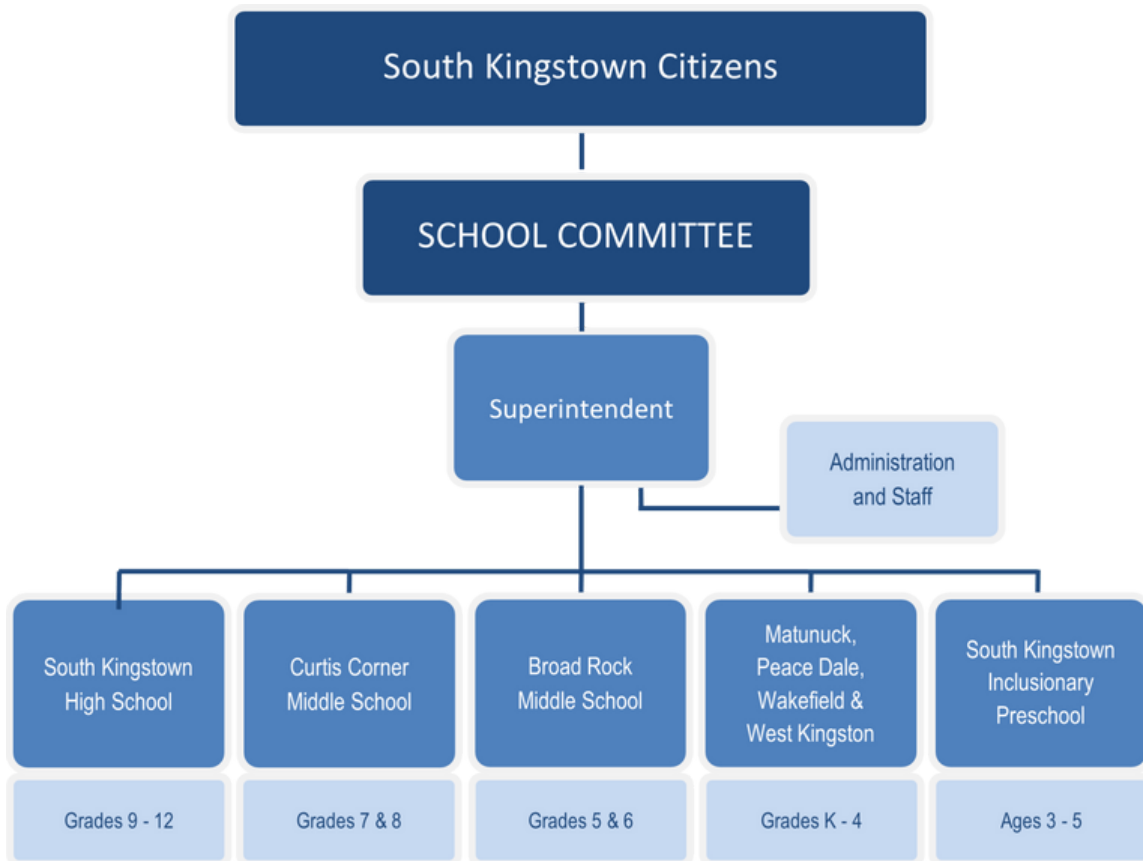 South Kingstown Citizens
SCHOOL COMMITTEE
Superintendent
Administration
and Staff
South Kingstown
High School
Curtis Corner
Middle School
Broad Rock
Middle School
Matunuck,
Peace Dale,
Wakefield &
West Kingston
South Kingstown
Inclusionary
Preschool
Grades 9 - 12
Grades 7 & 8
Grades 5 & 6
Grades K - 4
Ages 3 - 5